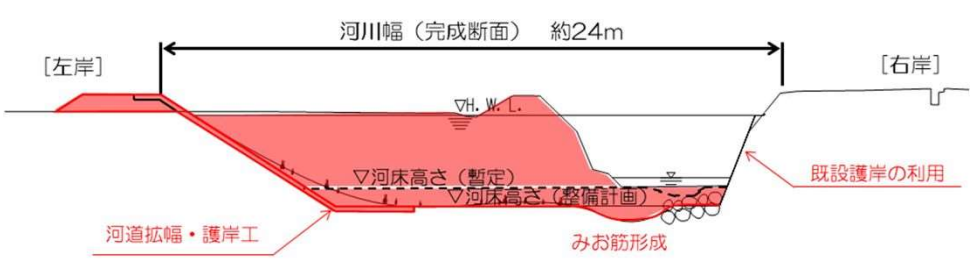 河川幅（完成断面）　約24m
[左岸]
[右岸]
▽H.W.L.
▽河床高さ（暫定）
既設護岸の利用
▽河床高さ（整備計画）
河道拡幅・護岸工
みお筋形成